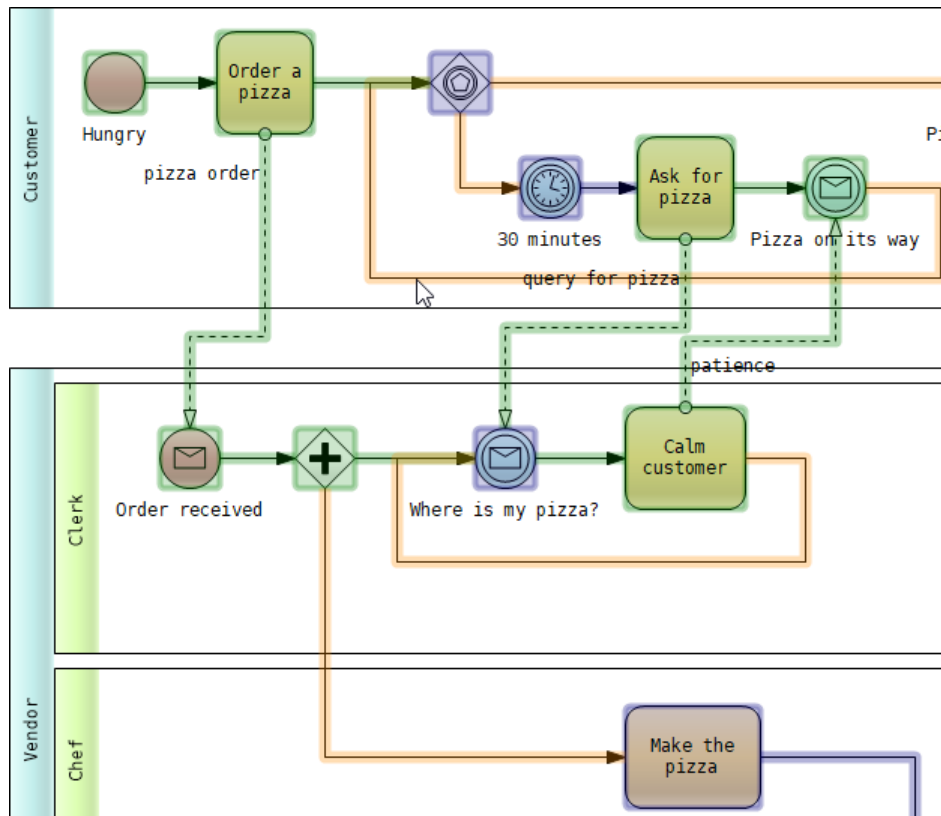 Customer
Hungry
Order a
pizza
pizza order
30 minutes
Ask for
pizza
Pizza on its way
query for pizza
patience
Vendor
Clerk
Order received
Where is my pizza?
Calm
customer
Chef
Make the
pizza